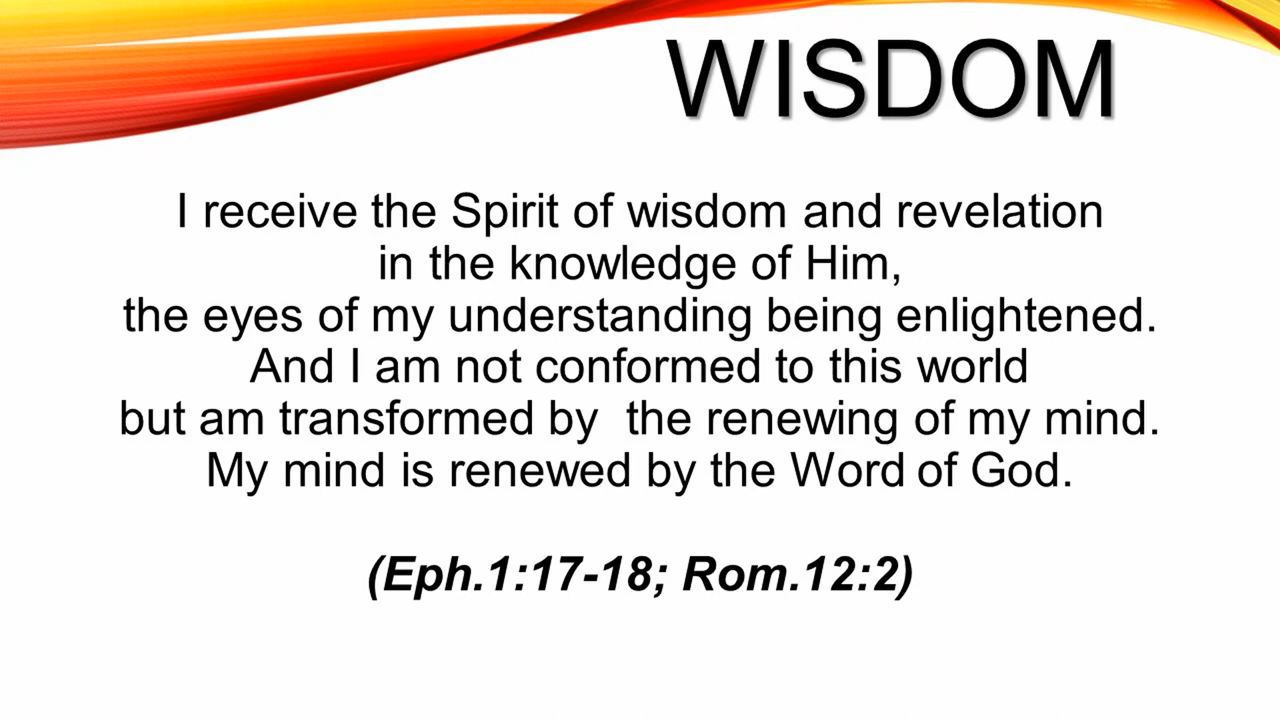 WISDOM
I receive the Spirit of wisdom and revelation
in the knowledge of Him,
the eyes of my understanding being enlightened.
And I am not conformed to this world
but am transformed by  the renewing of my mind.
My mind is renewed by the Word of God.
(Eph.1:17-18; Rom.12:2)